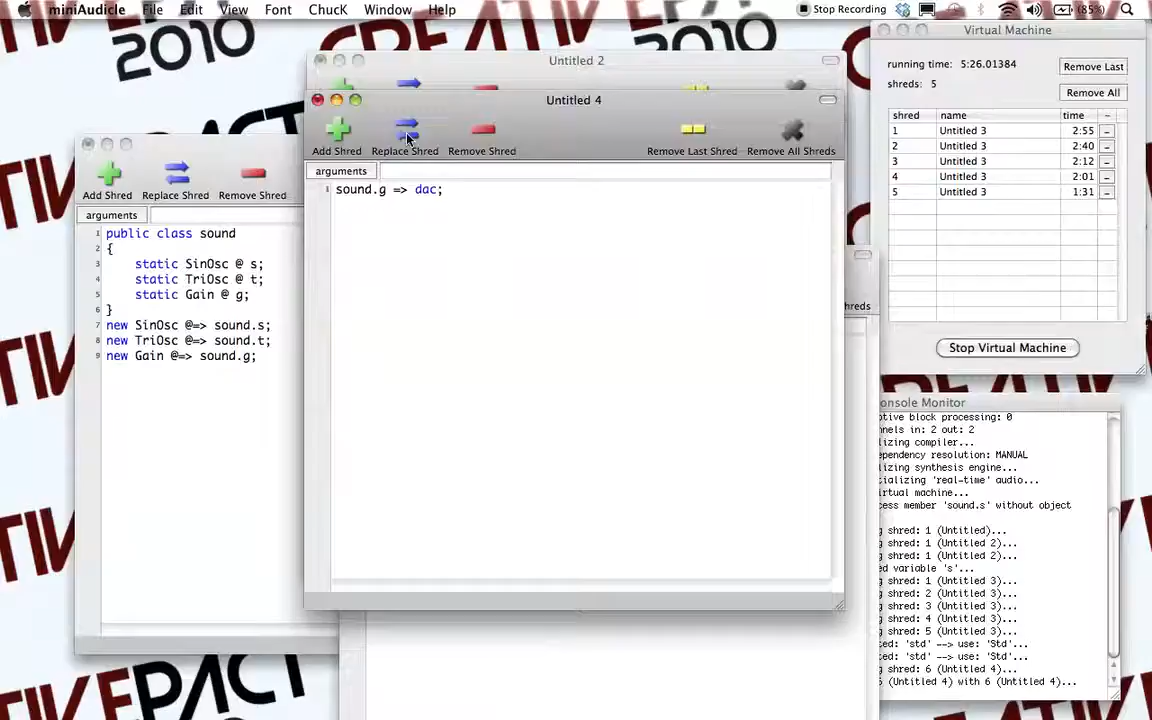 miniAudicle File Edit View Font ChucK Window Help
Stop Recording (85%)
CREATIVEPACT
2010
2010
Virtual Machine
running time: 5:26.01384
Remove Last
shreds: 5
Remove All
shred name ~ time ~
1 Untitled 3 2:55 –
2 Untitled 3 2:40 –
3 Untitled 3 2:12 –
4 Untitled 3 2:01 –
5 Untitled 3 1:31 –
Stop Virtual Machine
Untitled 2
Untitled 4
Add Shred Replace Shred Remove Shred Remove Last Shred Remove All Shreds
arguments
1 sound.g => dac;
Add Shred Replace Shred Remove Shred
arguments
1 public class sound
2 {
3 static SinOsc @ s;
4 static TriOsc @ t;
5 static Gain @ g;
6 }
7 new SinOsc @=> sound.s;
8 new TriOsc @=> sound.t;
9 new Gain @=> sound.g;
hreds
onsole Monitor
ptive block processing: 0
nnels in: 2 out: 2
lizing compiler...
ependency resolution: MANUAL
lizing synthesis engine...
ializing 'real-time' audio...
irtual machine...
cess member 'sound.s' without object
g shred: 1 (Untitled)...
g shred: 1 (Untitled 2)...
g shred: 1 (Untitled 2)...
ed variable 's'...
g shred: 1 (Untitled 3)...
g shred: 2 (Untitled 3)...
g shred: 3 (Untitled 3)...
g shred: 4 (Untitled 3)...
g shred: 5 (Untitled 3)...
ted: 'std' --> use: 'Std'...
ted: 'std' --> use: 'Std'...
g shred: 6 (Untitled 4)...
6 (Untitled 4) with 6 (Untitled 4)...